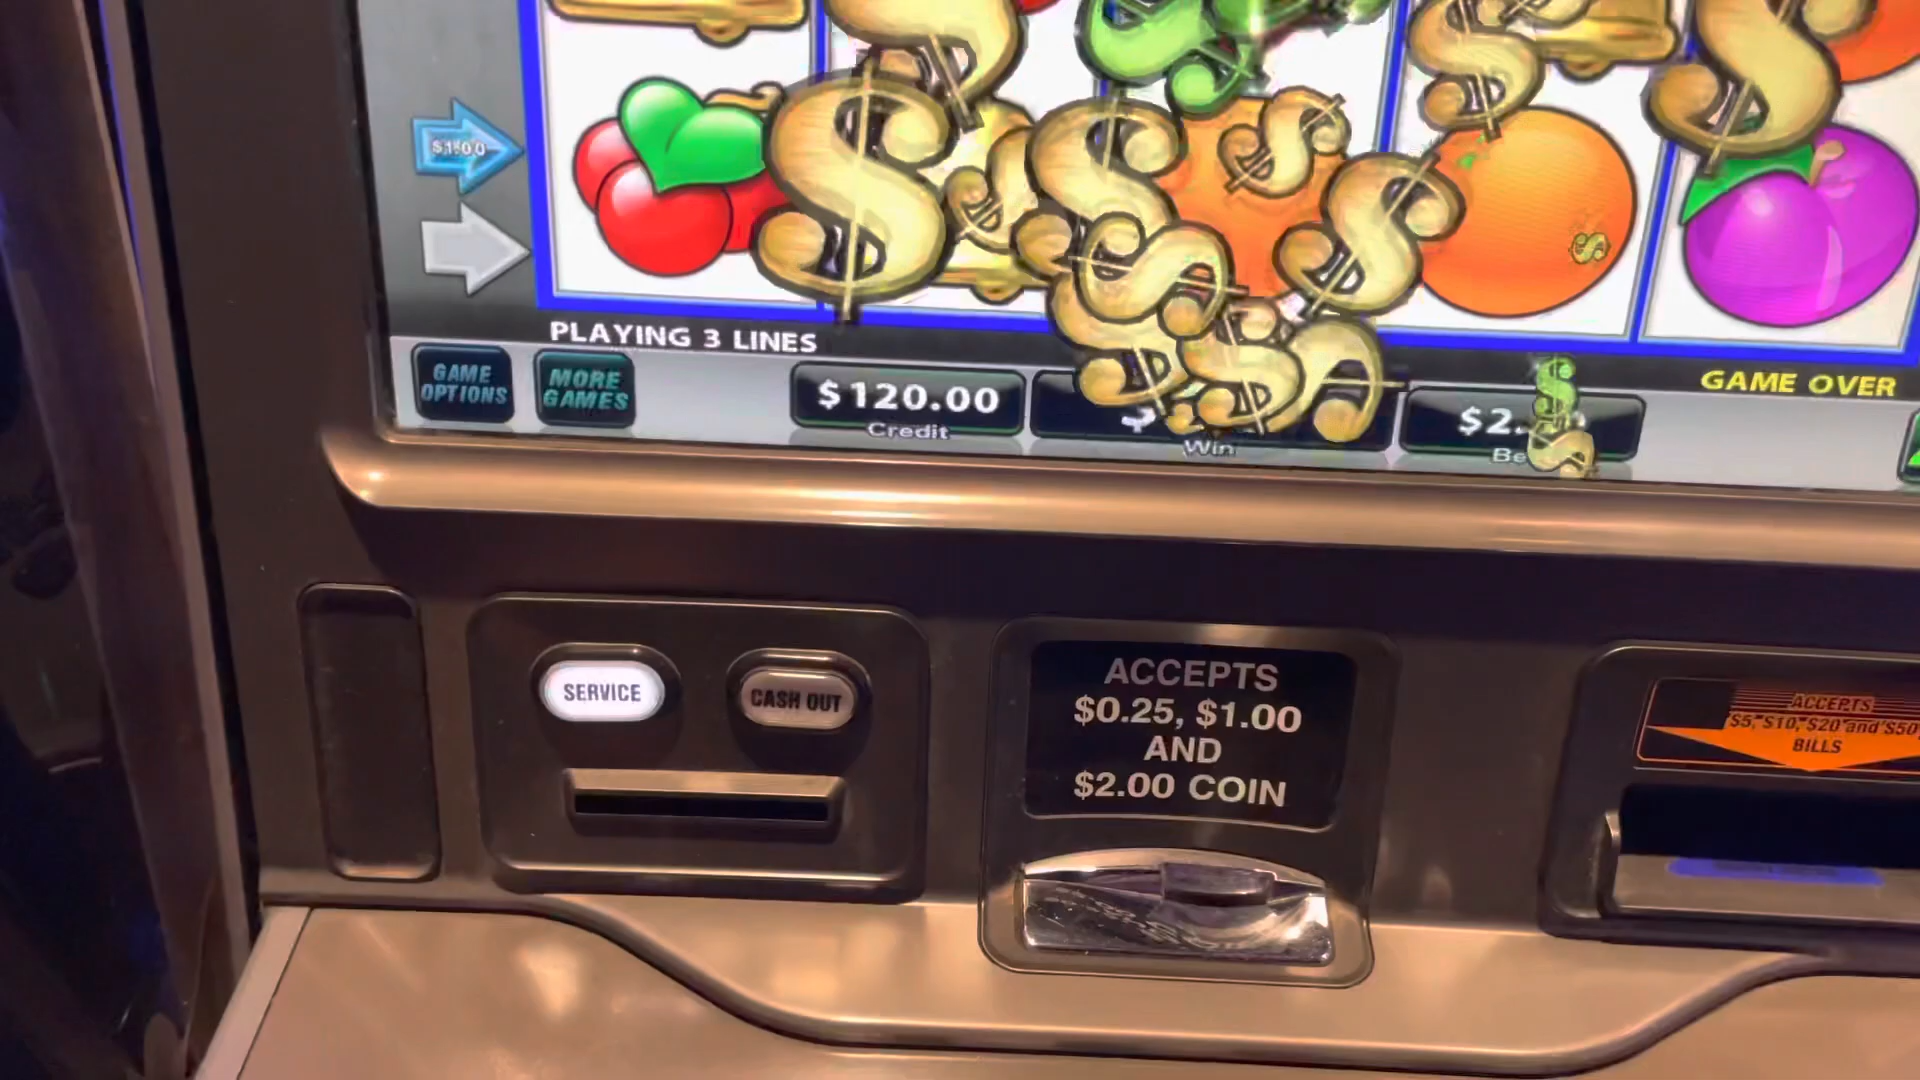 $1.00
PLAYING 3 LINES
GAME OVER
GAME
OPTIONS
MORE
GAMES
$120.00
Credit
Win
$2.
SERVICE
CASH OUT
ACCEPTS
$0.25, $1.00
AND
$2.00 COIN
ACCEPTS
$5, $10, $20 and $50
BILLS